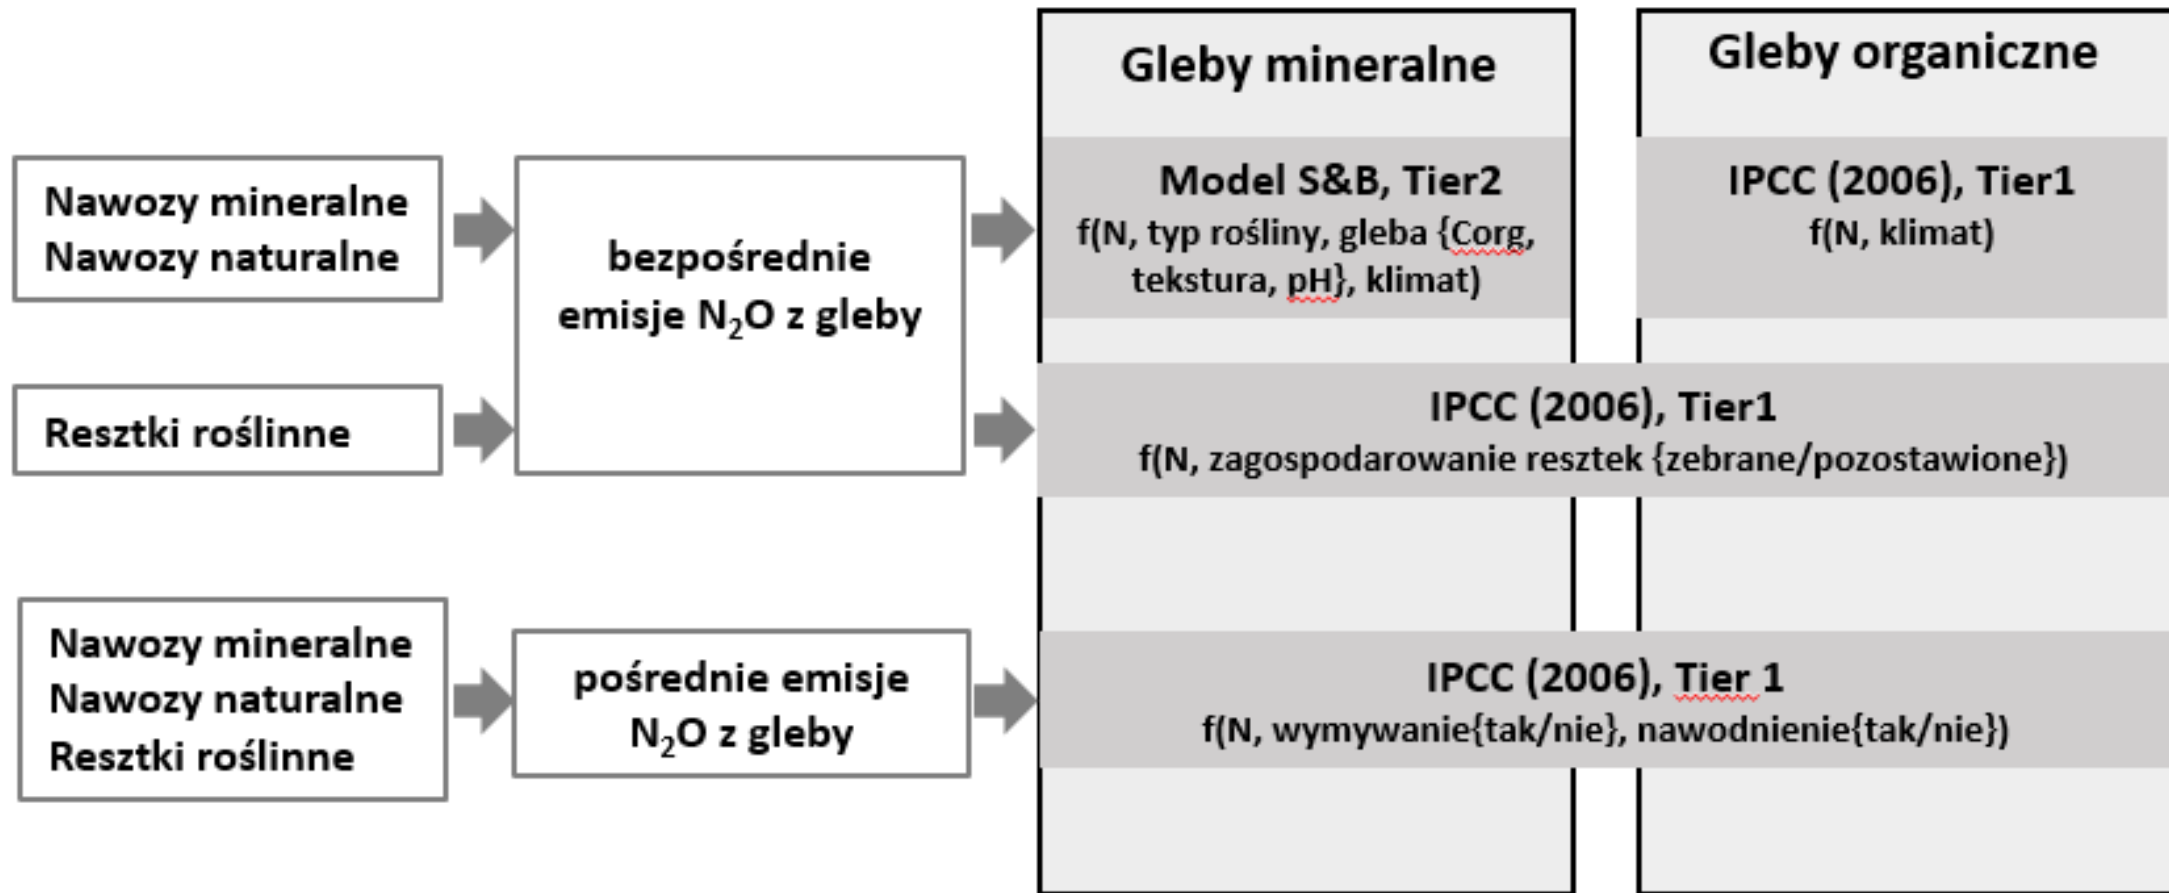 Gleby mineralne
Gleby organiczne
Nawozy mineralne
Nawozy naturalne
bezpośrednie
emisje N₂O z gleby
Model S&B, Tier2
f(N, typ rośliny, gleba {Corg,
tekstura, pH}, klimat)
IPCC (2006), Tier1
f(N, klimat)
Resztki roślinne
IPCC (2006), Tier1
f(N, zagospodarowanie resztek {zebrane/pozostawione})
Nawozy mineralne
Nawozy naturalne
Resztki roślinne
pośrednie emisje
N₂O z gleby
IPCC (2006), Tier 1
f(N, wymywanie{tak/nie}, nawodnienie{tak/nie})